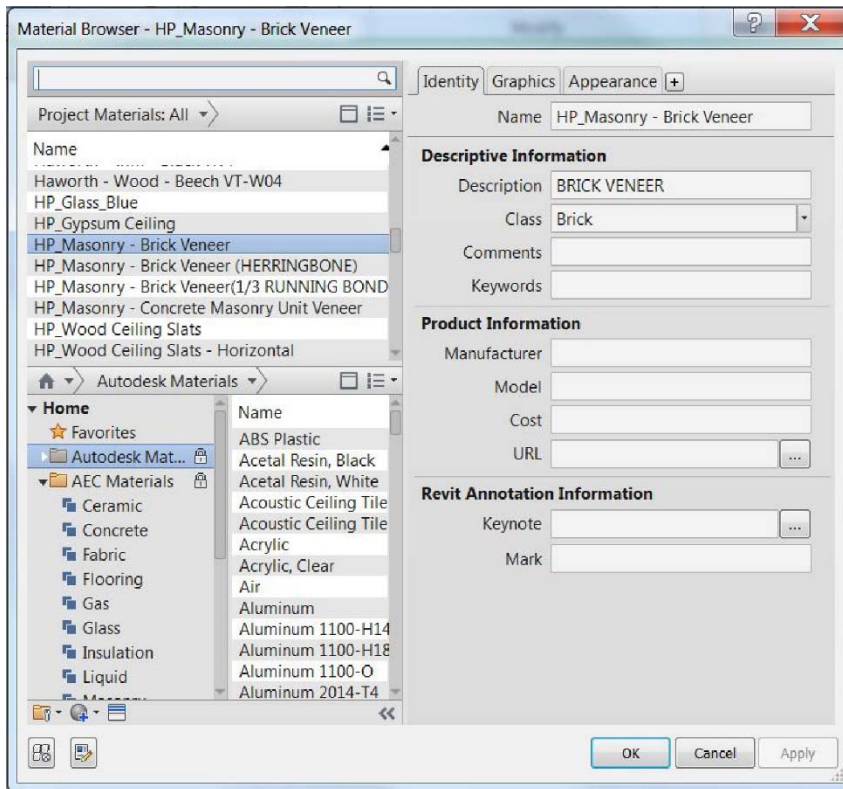 Material Browser - HP_Masonry - Brick Veneer
Project Materials: All
Name
Haworth - Wood - Beech VT-W04
HP_Glass_Blue
HP_Gypsum Ceiling
HP_Masonry - Brick Veneer
HP_Masonry - Brick Veneer (HERRINGBONE)
HP_Masonry - Brick Veneer(1/3 RUNNING BOND
HP_Masonry - Concrete Masonry Unit Veneer
HP_Wood Ceiling Slats
HP_Wood Ceiling Slats - Horizontal
Autodesk Materials
Home
Favorites
Autodesk Mat...
AEC Materials
Ceramic
Concrete
Fabric
Flooring
Gas
Glass
Insulation
Liquid
Masonry
Name
ABS Plastic
Acetal Resin, Black
Acetal Resin, White
Acoustic Ceiling Tile
Acoustic Ceiling Tile
Acrylic
Acrylic, Clear
Air
Aluminum
Aluminum 1100-H14
Aluminum 1100-H18
Aluminum 1100-O
Aluminum 2014-T4
Identity Graphics Appearance +
Name HP_Masonry - Brick Veneer
Descriptive Information
Description BRICK VENEER
Class Brick
Comments
Keywords
Product Information
Manufacturer
Model
Cost
URL ...
Revit Annotation Information
Keynote ...
Mark
OK Cancel Apply